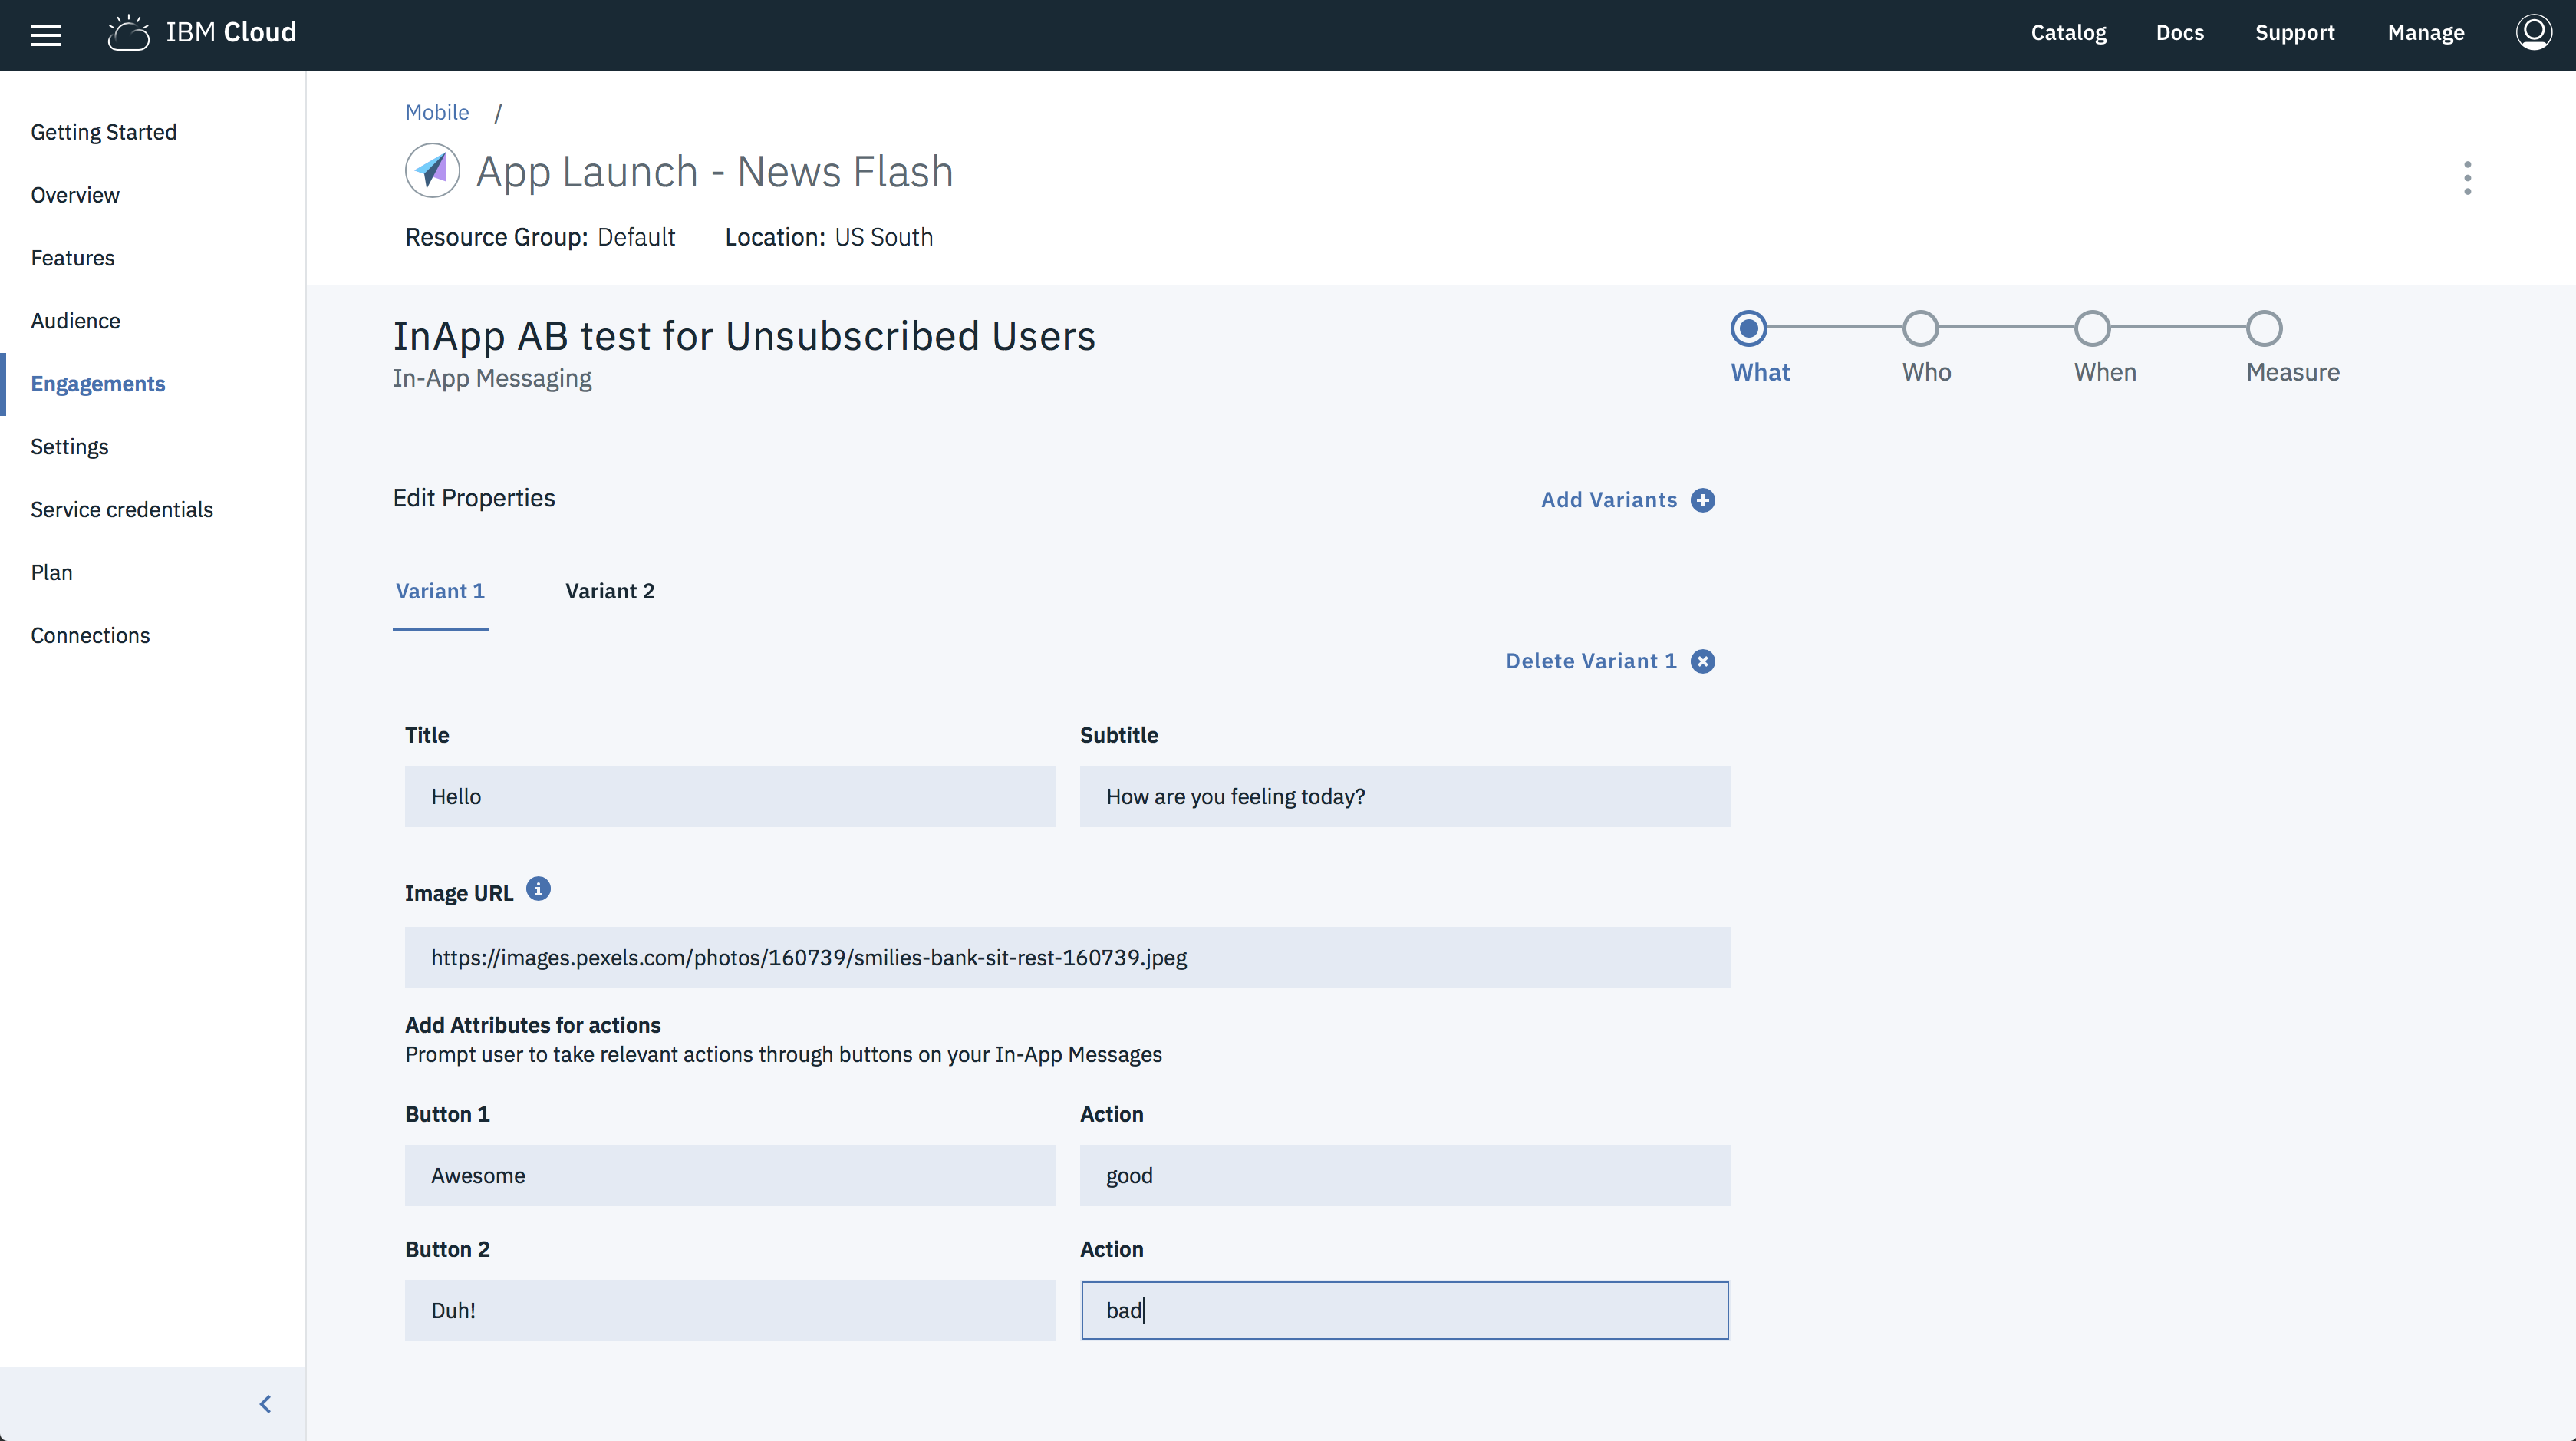 IBM Cloud
Catalog Docs Support Manage
Getting Started
Overview
Features
Audience
Engagements
Settings
Service credentials
Plan
Connections
Mobile /
App Launch - News Flash
Resource Group: Default Location: US South
InApp AB test for Unsubscribed Users
In-App Messaging
What Who When Measure
Edit Properties
Add Variants
Variant 1 Variant 2
Delete Variant 1
Title Subtitle
Hello How are you feeling today?
Image URL
https://images.pexels.com/photos/160739/smilies-bank-sit-rest-160739.jpeg
Add Attributes for actions
Prompt user to take relevant actions through buttons on your In-App Messages
Button 1 Action
Awesome good
Button 2 Action
Duh! bad